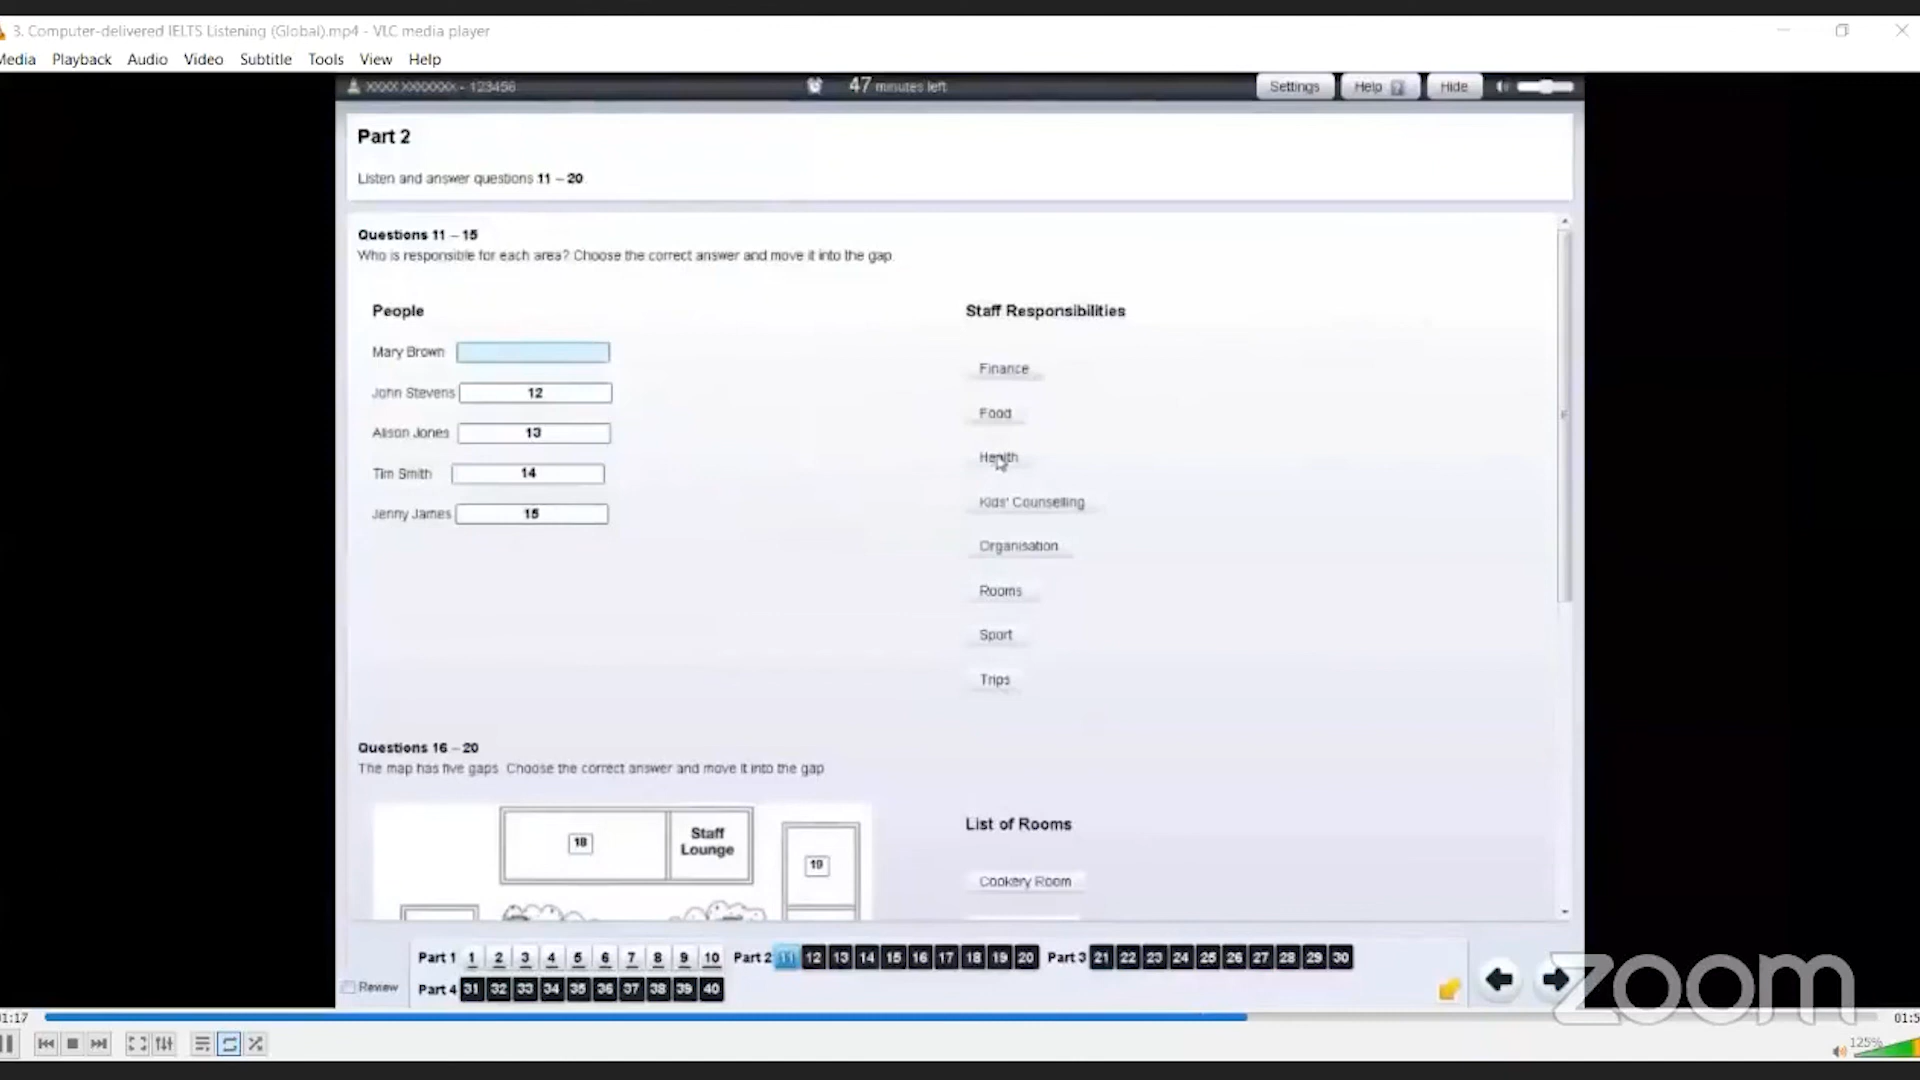 3. Computer-delivered IELTS Listening (Global).mp4 - VLC media player
Media Playback Audio Video Subtitle Tools View Help
XXXX XXXXXXX - 123456
47 minutes left
Settings Help ? Hide
Part 2
Listen and answer questions 11 – 20
Questions 11 – 15
Who is responsible for each area? Choose the correct answer and move it into the gap.
People
Staff Responsibilities
Mary Brown
John Stevens 12
Alison Jones 13
Tim Smith 14
Jenny James 15
Finance
Food
Health
Kids' Counselling
Organisation
Rooms
Sport
Trips
Questions 16 – 20
The map has five gaps. Choose the correct answer and move it into the gap
18
Staff
Lounge
19
List of Rooms
Cookery Room
Part 1 1 2 3 4 5 6 7 8 9 10 Part 2 11 12 13 14 15 16 17 18 19 20 Part 3 21 22 23 24 25 26 27 28 29 30
Review
Part 4 31 32 33 34 35 36 37 38 39 40
zoom
1:17
01:5
125%